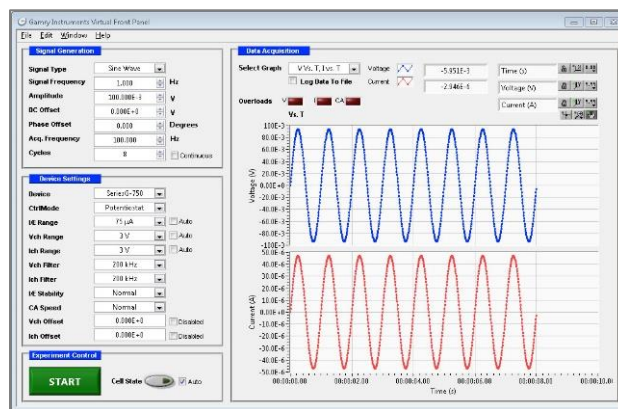 Gamry Instruments Virtual Front Panel
File Edit Window Help
Signal Generation
Signal Type Sine Wave
Signal Frequency 1.000 Hz
Amplitude 100.000E-3 V
DC Offset 0.000E+0 V
Phase Offset 0.000 Degrees
Acq. Frequency 100.000 Hz
Cycles 8 Continuous
Device Settings
Device SeriesG-750
CtrlMode Potentiostat
I/E Range 75 µA Auto
Vch Range 3 V Auto
Ich Range 3 V Auto
Vch Filter 200 kHz
Ich Filter 200 kHz
I/E Stability Normal
CA Speed Normal
Vch Offset 0.000E+0 Disabled
Ich Offset 0.000E+0 Disabled
Experiment Control
START Cell State Auto
Data Acquisition
Select Graph V Vs. T, I vs. T Voltage -5.951E-3 Time (s)
Log Data To File Current -2.946E-6 Voltage (V)
Overloads V I CA Current (A)
Vs. T
Voltage (V)
100E-3
80.0E-3
60.0E-3
40.0E-3
20.0E-3
0.00E+0
-20.0E-3
-40.0E-3
-60.0E-3
-80.0E-3
-100E-3
Current (A)
50.0E-6
40.0E-6
30.0E-6
20.0E-6
10.0E-6
0.00E+0
-10.0E-6
-20.0E-6
-30.0E-6
-40.0E-6
-50.0E-6
00:00:00.00 00:00:02.00 00:00:04.00 00:00:06.00 00:00:08.00 00:00:10.00
Time (s)